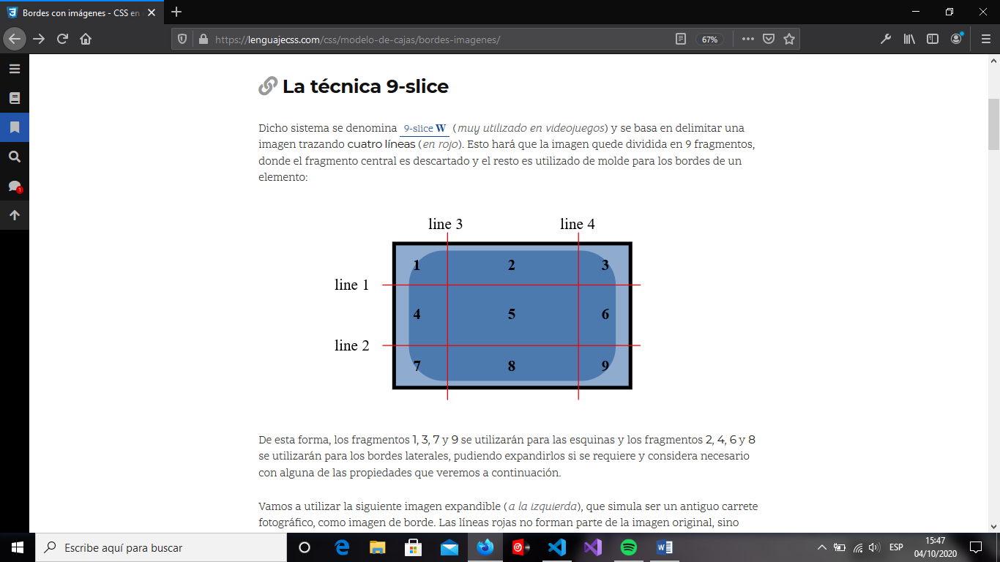 Bordes con imágenes - CSS en
https://lenguajecss.com/css/modelo-de-cajas/bordes-imagenes/
67%
La técnica 9-slice
Dicho sistema se denomina 9-slice W (muy utilizado en videojuegos) y se basa en delimitar una
imagen trazando cuatro líneas (en rojo). Esto hará que la imagen quede dividida en 9 fragmentos,
donde el fragmento central es descartado y el resto es utilizado de molde para los bordes de un
elemento:
line 3 line 4
1 2 3
line 1
4 5 6
line 2
7 8 9
De esta forma, los fragmentos 1, 3, 7 y 9 se utilizarán para las esquinas y los fragmentos 2, 4, 6 y 8
se utilizarán para los bordes laterales, pudiendo expandirlos si se requiere y considera necesario
con alguna de las propiedades que veremos a continuación.
Vamos a utilizar la siguiente imagen expandible (a la izquierda), que simula ser un antiguo carrete
fotográfico, como imagen de borde. Las líneas rojas no forman parte de la imagen original, sino
Escribe aquí para buscar
ESP
15:47
04/10/2020